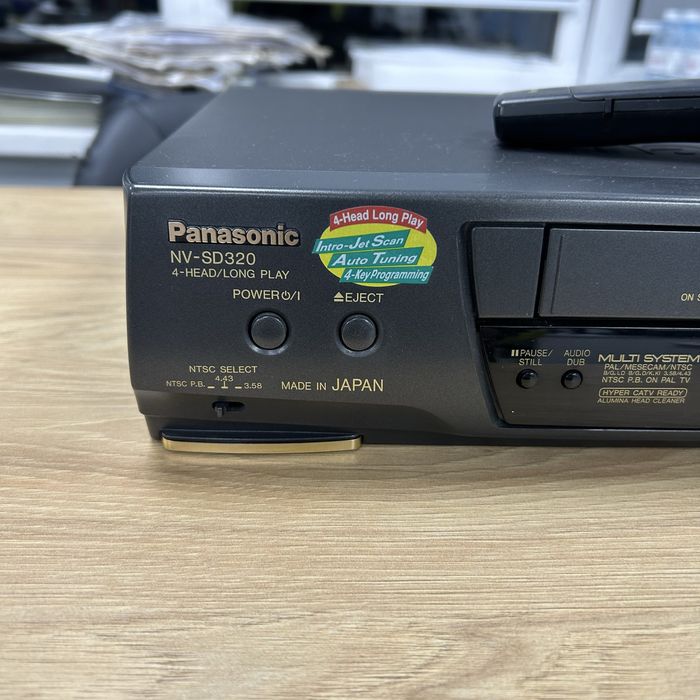 Panasonic
NV-SD320
4-HEAD/LONG PLAY
4-Head Long Play
Intro-Jet Scan
Auto Tuning
4-Key Programming
POWER ⏻/I
⏏EJECT
NTSC SELECT
4.43
NTSC P.B. 3.58
MADE IN JAPAN
ON S
PAUSE/
STILL
AUDIO
DUB
MULTI SYSTEM
PAL/MESECAM/NTSC
NTSC P.B. ON PAL TV
HYPER CATV READY
ALUMINA HEAD CLEANER